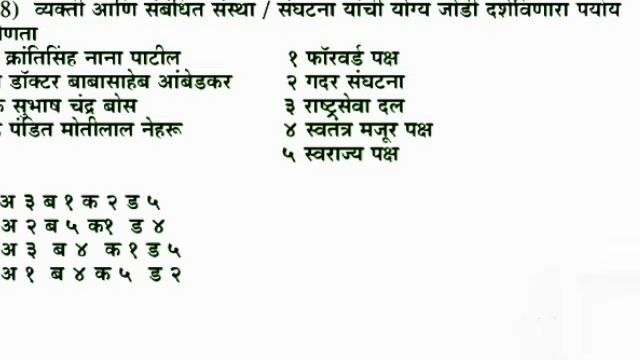 8) व्यक्ती आणि संबंधित संस्था / संघटना यांची योग्य जोडी दर्शविणारा पर्याय
ोणता
क्रांतिसिंह नाना पाटील १ फॉरवर्ड पक्ष
डॉक्टर बाबासाहेब आंबेडकर २ गदर संघटना
सुभाष चंद्र बोस ३ राष्ट्रसेवा दल
पंडित मोतीलाल नेहरू ४ स्वतंत्र मजूर पक्ष
५ स्वराज्य पक्ष
अ ३ ब १ क २ ड ५
अ २ ब ५ क१ ड ४
अ ३ ब ४ क १ ड ५
अ १ ब ४ क ५ ड २